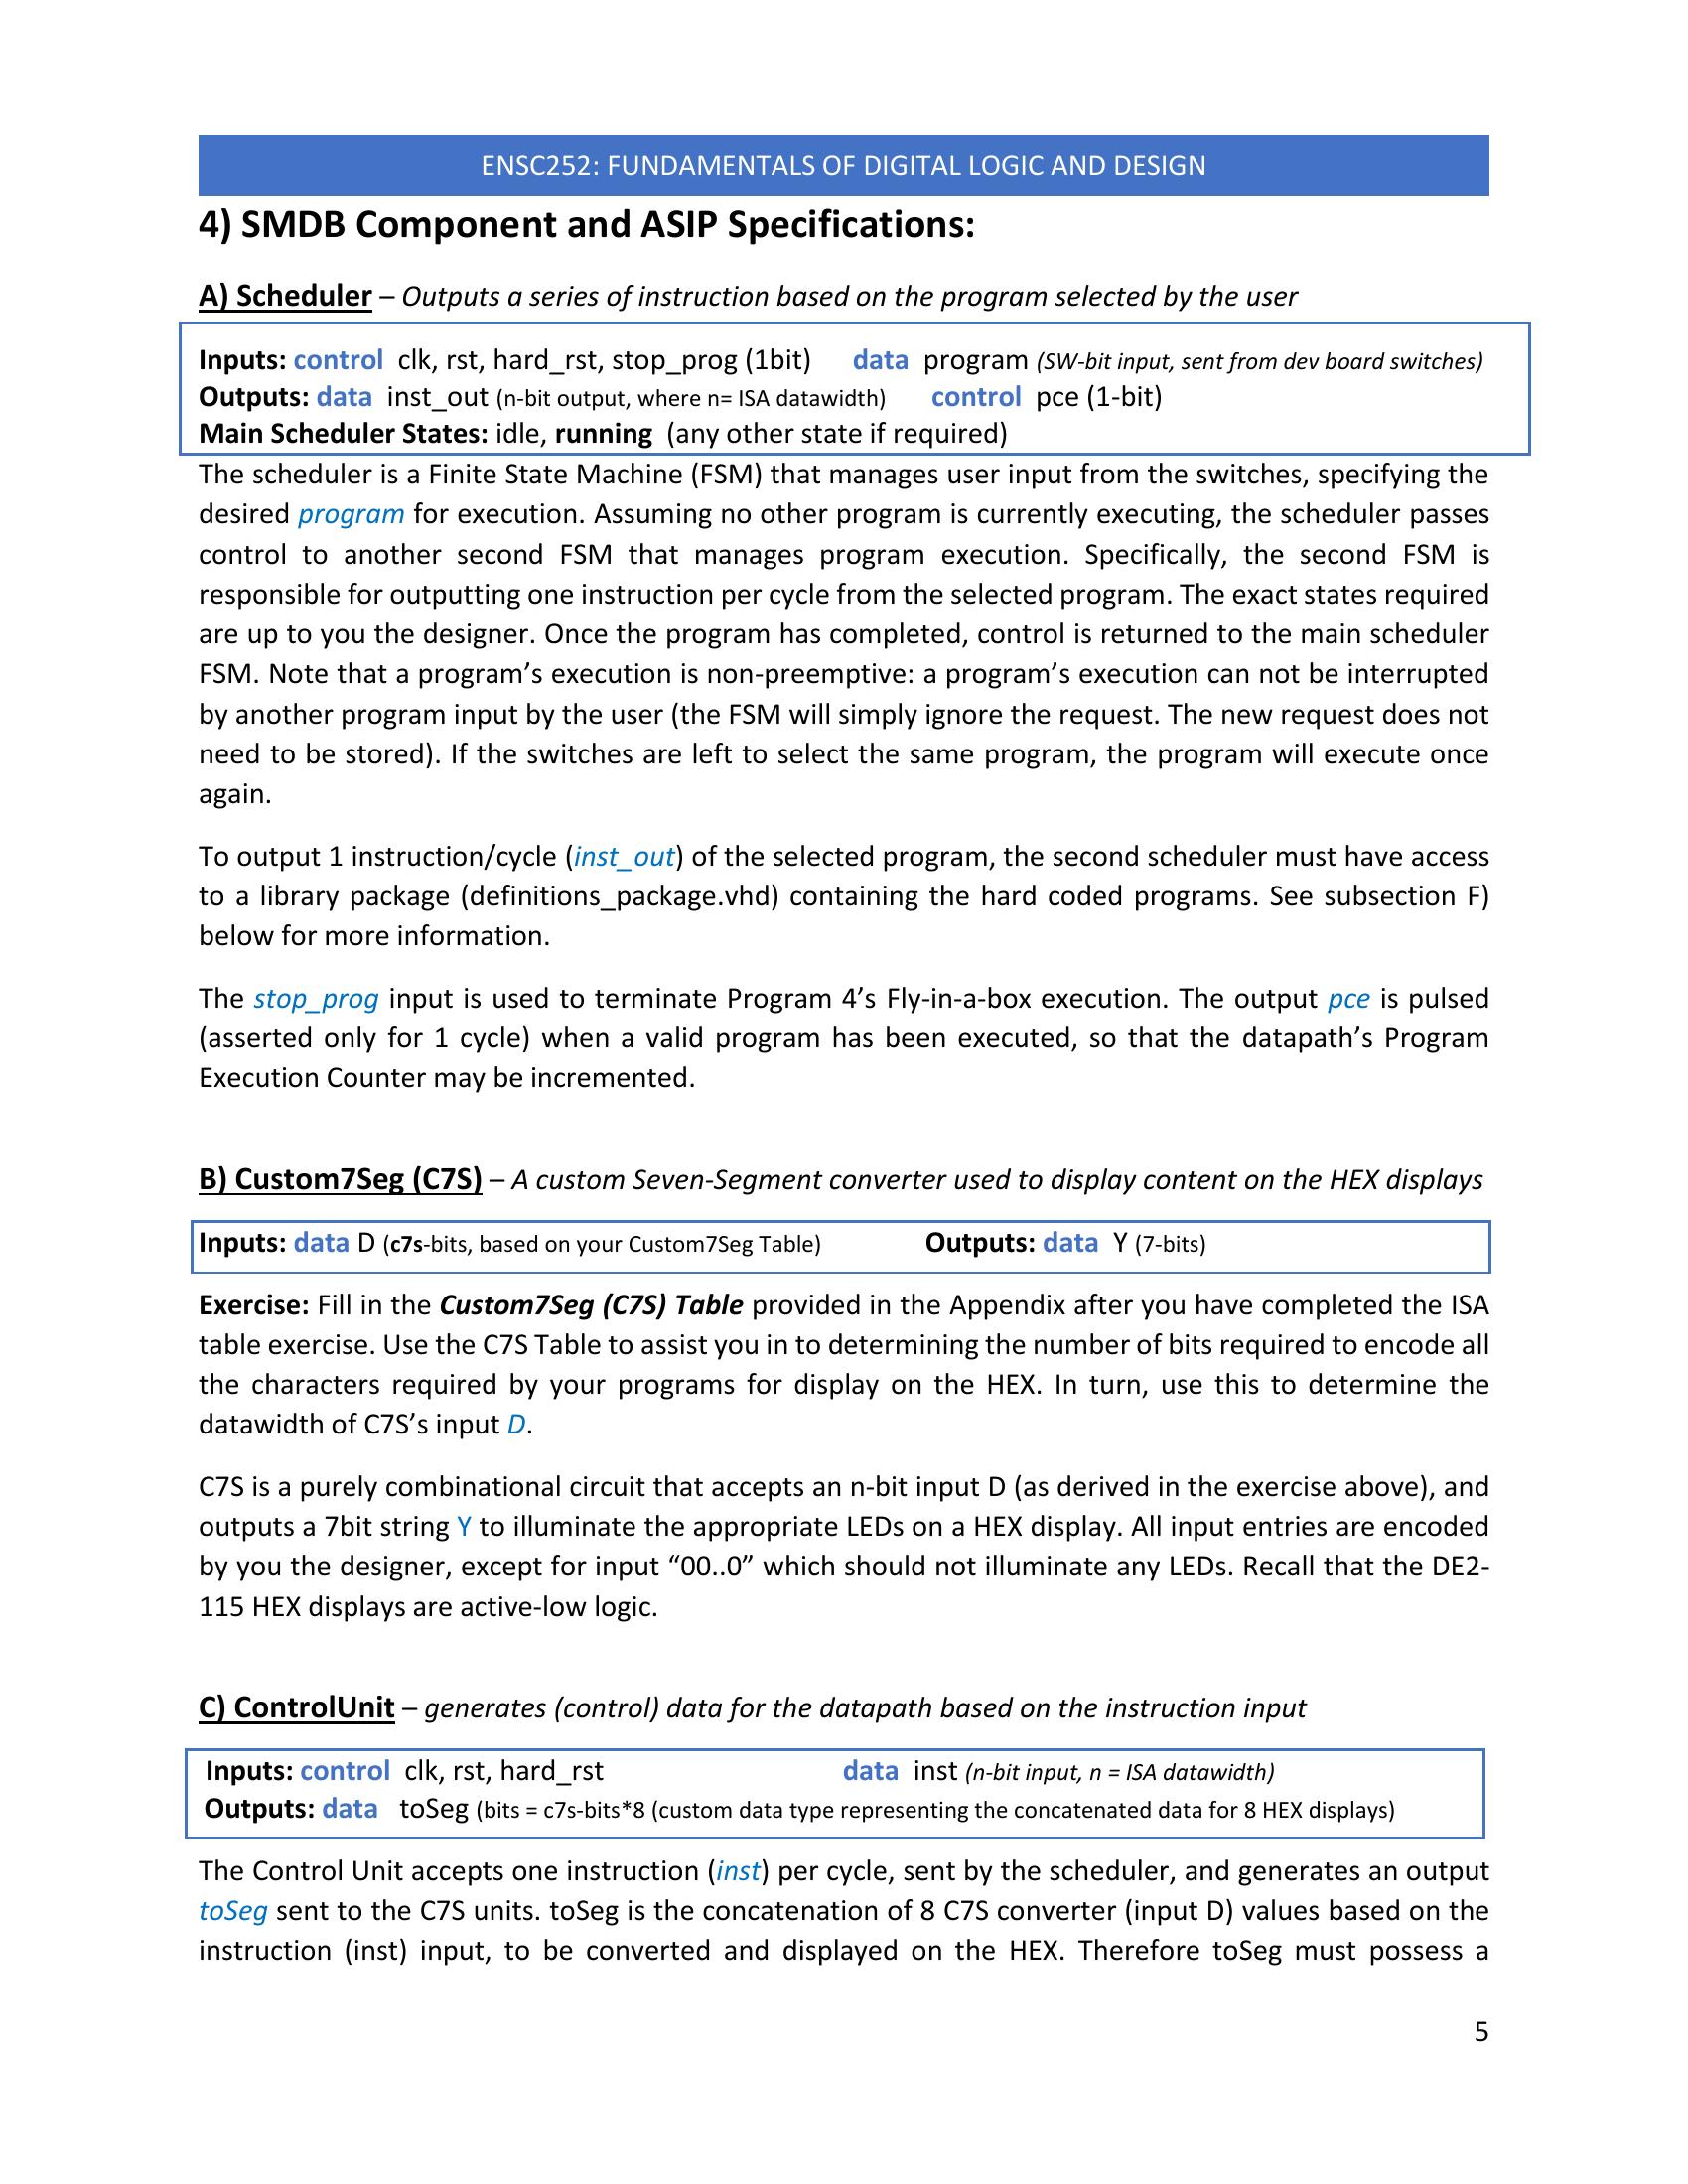 ENSC252: FUNDAMENTALS OF DIGITAL LOGIC AND DESIGN
4) SMDB Component and ASIP Specifications:
A) Scheduler – Outputs a series of instruction based on the program selected by the user
Inputs: control clk, rst, hard_rst, stop_prog (1bit) data program (SW-bit input, sent from dev board switches)
Outputs: data inst_out (n-bit output, where n= ISA datawidth) control pce (1-bit)
Main Scheduler States: idle, running (any other state if required)
The scheduler is a Finite State Machine (FSM) that manages user input from the switches, specifying the
desired program for execution. Assuming no other program is currently executing, the scheduler passes
control to another second FSM that manages program execution. Specifically, the second FSM is
responsible for outputting one instruction per cycle from the selected program. The exact states required
are up to you the designer. Once the program has completed, control is returned to the main scheduler
FSM. Note that a program’s execution is non-preemptive: a program’s execution can not be interrupted
by another program input by the user (the FSM will simply ignore the request. The new request does not
need to be stored). If the switches are left to select the same program, the program will execute once
again.
To output 1 instruction/cycle (inst_out) of the selected program, the second scheduler must have access
to a library package (definitions_package.vhd) containing the hard coded programs. See subsection F)
below for more information.
The stop_prog input is used to terminate Program 4’s Fly-in-a-box execution. The output pce is pulsed
(asserted only for 1 cycle) when a valid program has been executed, so that the datapath’s Program
Execution Counter may be incremented.
B) Custom7Seg (C7S) – A custom Seven-Segment converter used to display content on the HEX displays
Inputs: data D (c7s-bits, based on your Custom7Seg Table) Outputs: data Y (7-bits)
Exercise: Fill in the Custom7Seg (C7S) Table provided in the Appendix after you have completed the ISA
table exercise. Use the C7S Table to assist you in to determining the number of bits required to encode all
the characters required by your programs for display on the HEX. In turn, use this to determine the
datawidth of C7S’s input D.
C7S is a purely combinational circuit that accepts an n-bit input D (as derived in the exercise above), and
outputs a 7bit string Y to illuminate the appropriate LEDs on a HEX display. All input entries are encoded
by you the designer, except for input “00..0” which should not illuminate any LEDs. Recall that the DE2-
115 HEX displays are active-low logic.
C) ControlUnit – generates (control) data for the datapath based on the instruction input
Inputs: control clk, rst, hard_rst data inst (n-bit input, n = ISA datawidth)
Outputs: data toSeg (bits = c7s-bits*8 (custom data type representing the concatenated data for 8 HEX displays)
The Control Unit accepts one instruction (inst) per cycle, sent by the scheduler, and generates an output
toSeg sent to the C7S units. toSeg is the concatenation of 8 C7S converter (input D) values based on the
instruction (inst) input, to be converted and displayed on the HEX. Therefore toSeg must possess a
5